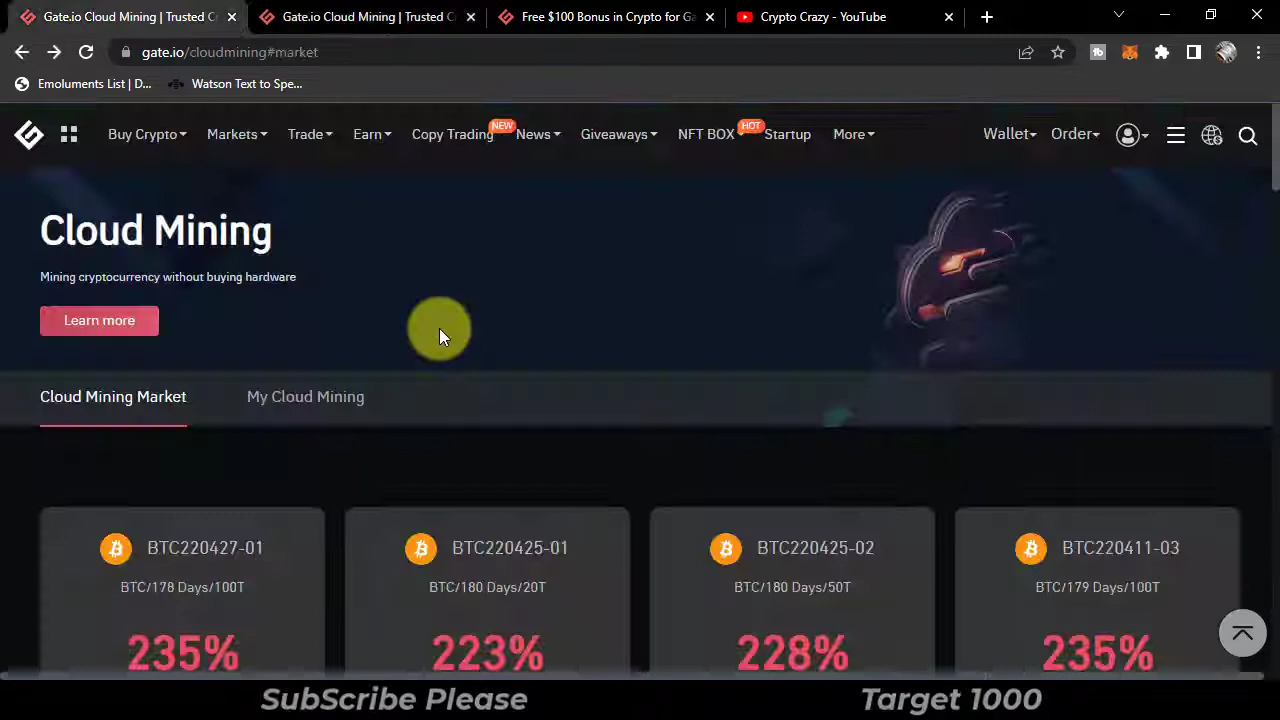 Gate.io Cloud Mining | Trusted Cr
Gate.io Cloud Mining | Trusted Cr
Free $100 Bonus in Crypto for Ga
Crypto Crazy - YouTube
gate.io/cloudmining#market
Emoluments List | D...
Watson Text to Spe...
Buy Crypto
Markets
Trade
Earn
Copy Trading
NEW
News
Giveaways
NFT BOX
HOT
Startup
More
Wallet
Order
Cloud Mining
Mining cryptocurrency without buying hardware
Learn more
Cloud Mining Market
My Cloud Mining
BTC220427-01
BTC220425-01
BTC220425-02
BTC220411-03
BTC/178 Days/100T
BTC/180 Days/20T
BTC/180 Days/50T
BTC/179 Days/100T
235%
223%
228%
235%
SubScribe Please
Target 1000